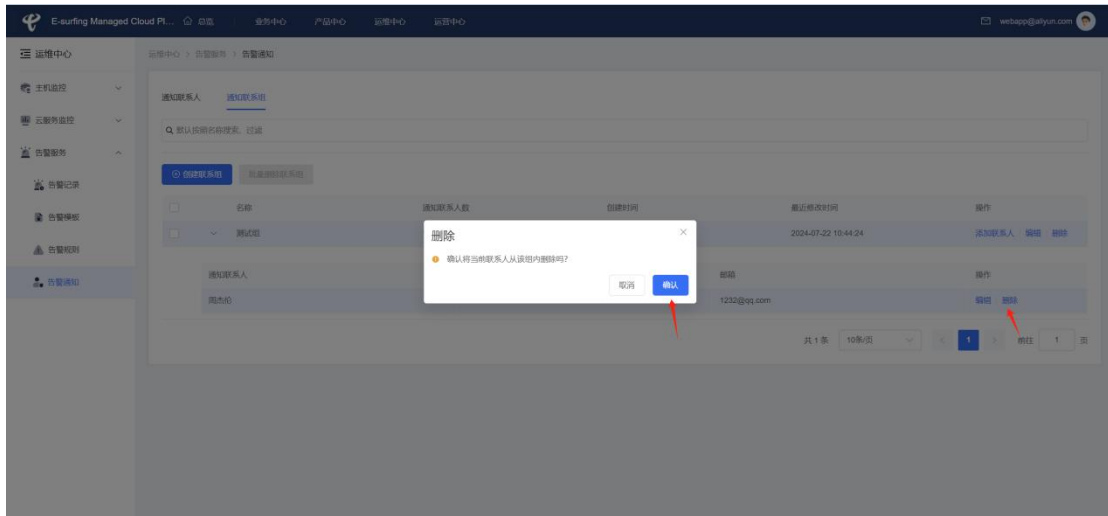 E-surfing Managed Cloud Pl... 总览 业务中心 产品中心 运维中心 运营中心 webapp@aliyun.com
运维中心
运维中心 > 告警服务 > 告警通知
主机监控
云服务监控
告警服务
告警记录
告警模板
告警规则
告警通知
通知联系人 通知联系组
默认按照名称搜索、过滤
创建联系组 批量删除联系组
名称 通知联系人数 创建时间 最近修改时间 操作
测试组 2024-07-22 10:44:24 添加联系人 编辑 删除
删除
确认将当前联系人从该组内删除吗?
取消 确认
通知联系人 邮箱 操作
周杰伦 1232@qq.com 编辑 删除
共 1 条 10条/页 < 1 > 前往 1 页